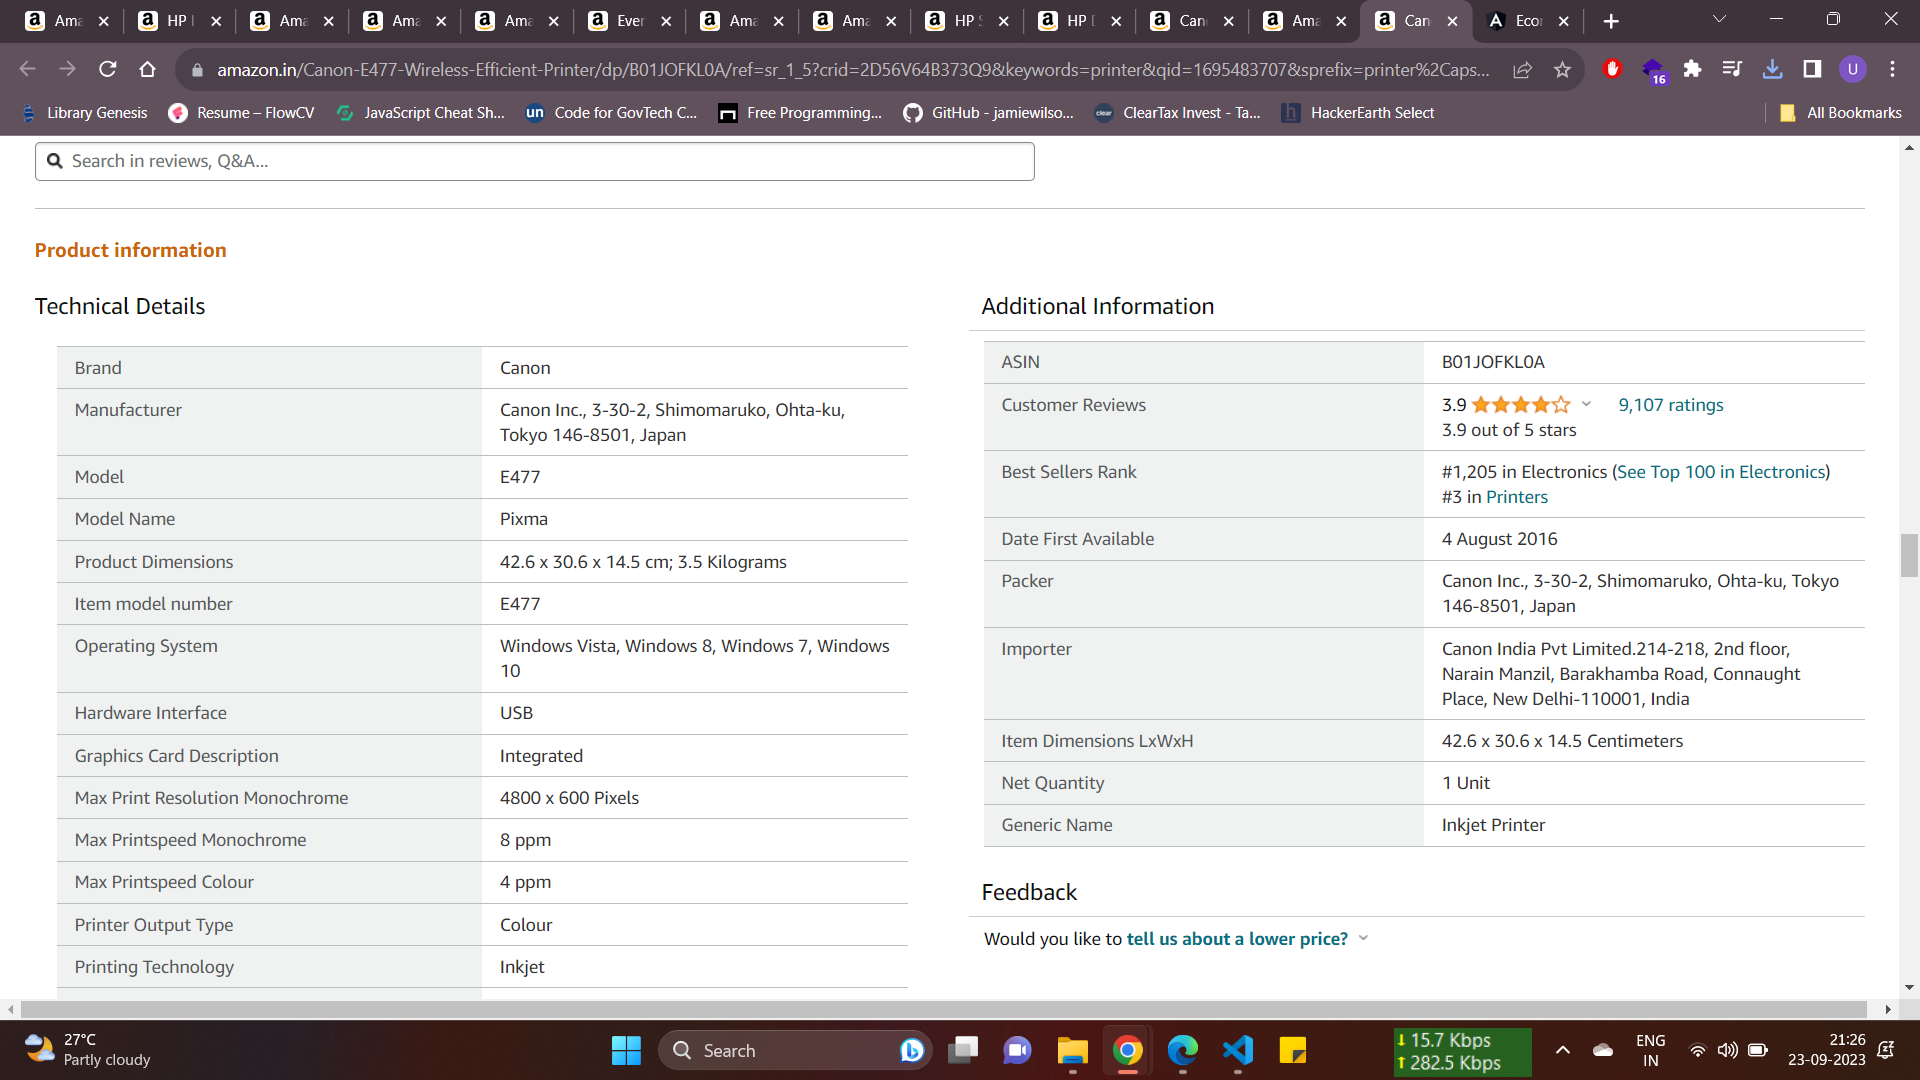 Ama
HP I
Ama
Ama
Ama
Ever
Ama
Ama
HP S
HP D
Can
Ama
Can
Eco
amazon.in/Canon-E477-Wireless-Efficient-Printer/dp/B01JOFKL0A/ref=sr_1_5?crid=2D56V64B373Q9&keywords=printer&qid=1695483707&sprefix=printer%2Caps...
16
U
Library Genesis
Resume – FlowCV
JavaScript Cheat Sh...
un Code for GovTech C...
Free Programming...
GitHub - jamiewilso...
clear ClearTax Invest - Ta...
h HackerEarth Select
All Bookmarks
Search in reviews, Q&A...
Product information
Technical Details
Brand Canon
Manufacturer Canon Inc., 3-30-2, Shimomaruko, Ohta-ku,
Tokyo 146-8501, Japan
Model E477
Model Name Pixma
Product Dimensions 42.6 x 30.6 x 14.5 cm; 3.5 Kilograms
Item model number E477
Operating System Windows Vista, Windows 8, Windows 7, Windows
10
Hardware Interface USB
Graphics Card Description Integrated
Max Print Resolution Monochrome 4800 x 600 Pixels
Max Printspeed Monochrome 8 ppm
Max Printspeed Colour 4 ppm
Printer Output Type Colour
Printing Technology Inkjet
Additional Information
ASIN B01JOFKL0A
Customer Reviews 3.9 9,107 ratings
3.9 out of 5 stars
Best Sellers Rank #1,205 in Electronics (See Top 100 in Electronics)
#3 in Printers
Date First Available 4 August 2016
Packer Canon Inc., 3-30-2, Shimomaruko, Ohta-ku, Tokyo
146-8501, Japan
Importer Canon India Pvt Limited.214-218, 2nd floor,
Narain Manzil, Barakhamba Road, Connaught
Place, New Delhi-110001, India
Item Dimensions LxWxH 42.6 x 30.6 x 14.5 Centimeters
Net Quantity 1 Unit
Generic Name Inkjet Printer
Feedback
Would you like to tell us about a lower price?
27°C
Partly cloudy
Search
15.7 Kbps
282.5 Kbps
ENG
IN
21:26
23-09-2023